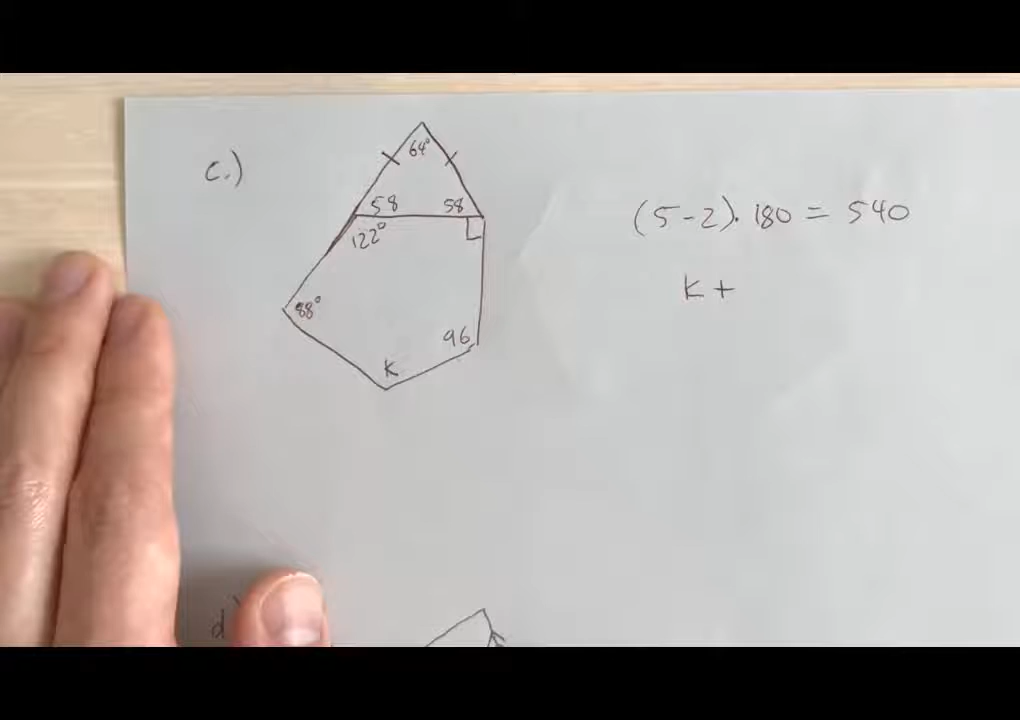 c.)
64°
58 58
122°
88°
96
k
(5-2). 180 = 540
k +
d